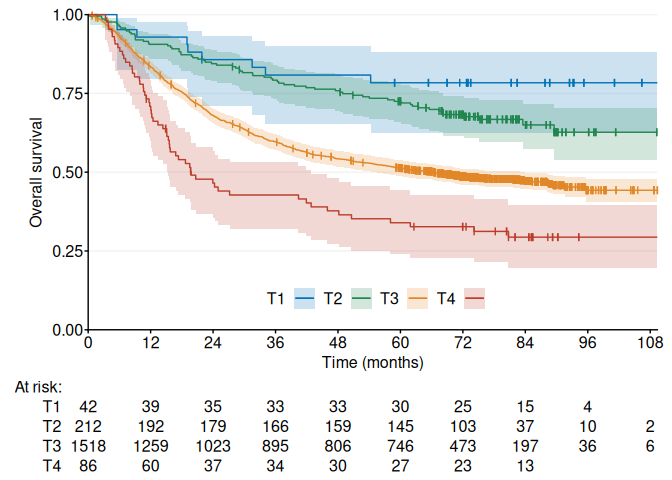 1.00
0.75
0.50
0.25
0.00
Overall survival
T1 T2 T3 T4
0 12 24 36 48 60 72 84 96 108
Time (months)
At risk:
T1 42 39 35 33 33 30 25 15 4
T2 212 192 179 166 159 145 103 37 10 2
T3 1518 1259 1023 895 806 746 473 197 36 6
T4 86 60 37 34 30 27 23 13